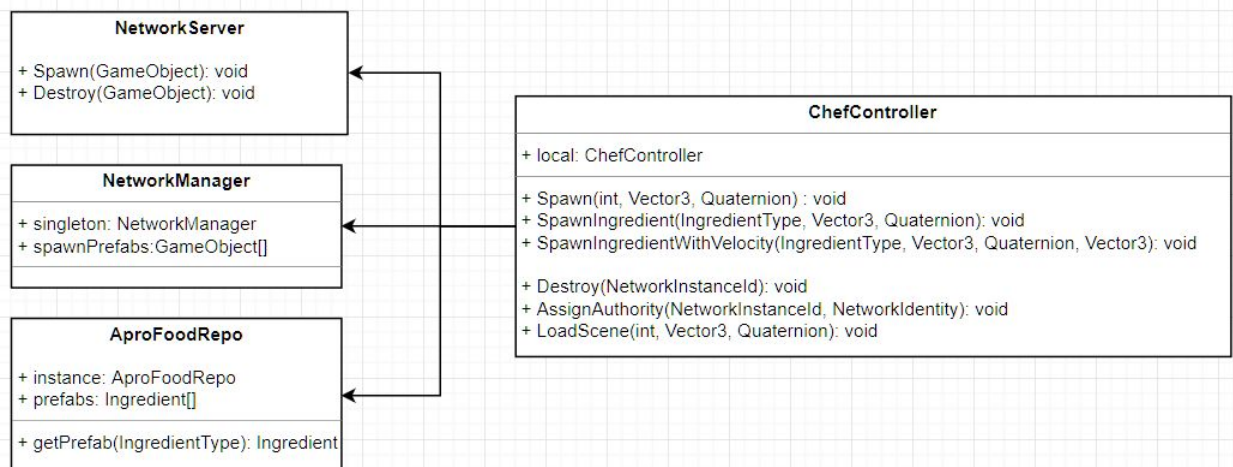 NetworkServer
+ Spawn(GameObject): void
+ Destroy(GameObject): void
NetworkManager
+ singleton: NetworkManager
+ spawnPrefabs:GameObject[]
AproFoodRepo
+ instance: AproFoodRepo
+ prefabs: Ingredient[]
+ getPrefab(IngredientType): Ingredient
ChefController
+ local: ChefController
+ Spawn(int, Vector3, Quaternion) : void
+ SpawnIngredient(IngredientType, Vector3, Quaternion): void
+ SpawnIngredientWithVelocity(IngredientType, Vector3, Quaternion, Vector3): void
+ Destroy(NetworkInstanceId): void
+ AssignAuthority(NetworkInstanceId, NetworkIdentity): void
+ LoadScene(int, Vector3, Quaternion): void